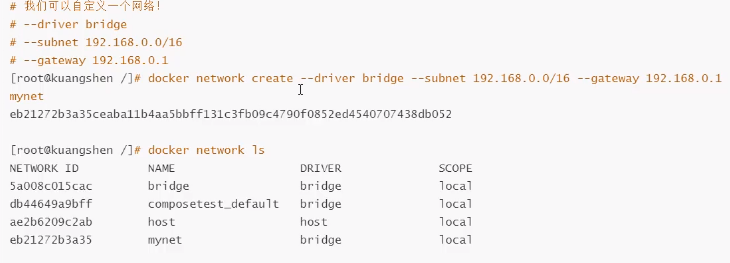 # 我们可以自定义一个网络!
# --driver bridge
# --subnet 192.168.0.0/16
# --gateway 192.168.0.1
[root@kuangshen /]# docker network create --driver bridge --subnet 192.168.0.0/16 --gateway 192.168.0.1
mynet
eb21272b3a35ceaba11b4aa5bbff131c3fb09c4790f0852ed4540707438db052
[root@kuangshen /]# docker network ls
NETWORK ID NAME DRIVER SCOPE
5a008c015cac bridge bridge local
db44649a9bff composetest_default bridge local
ae2b6209c2ab host host local
eb21272b3a35 mynet bridge local